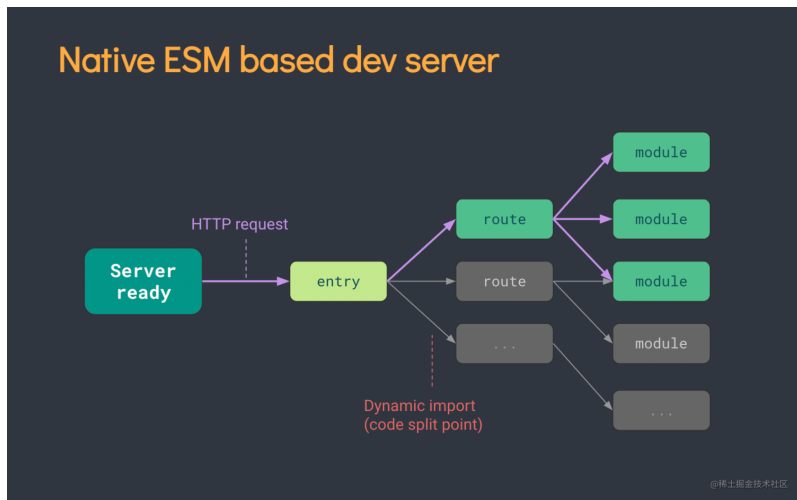 Native ESM based dev server
module
HTTP request
route
module
Server
ready
entry
route
module
...
module
Dynamic import
(code split point)
...
@稀土掘金技术社区